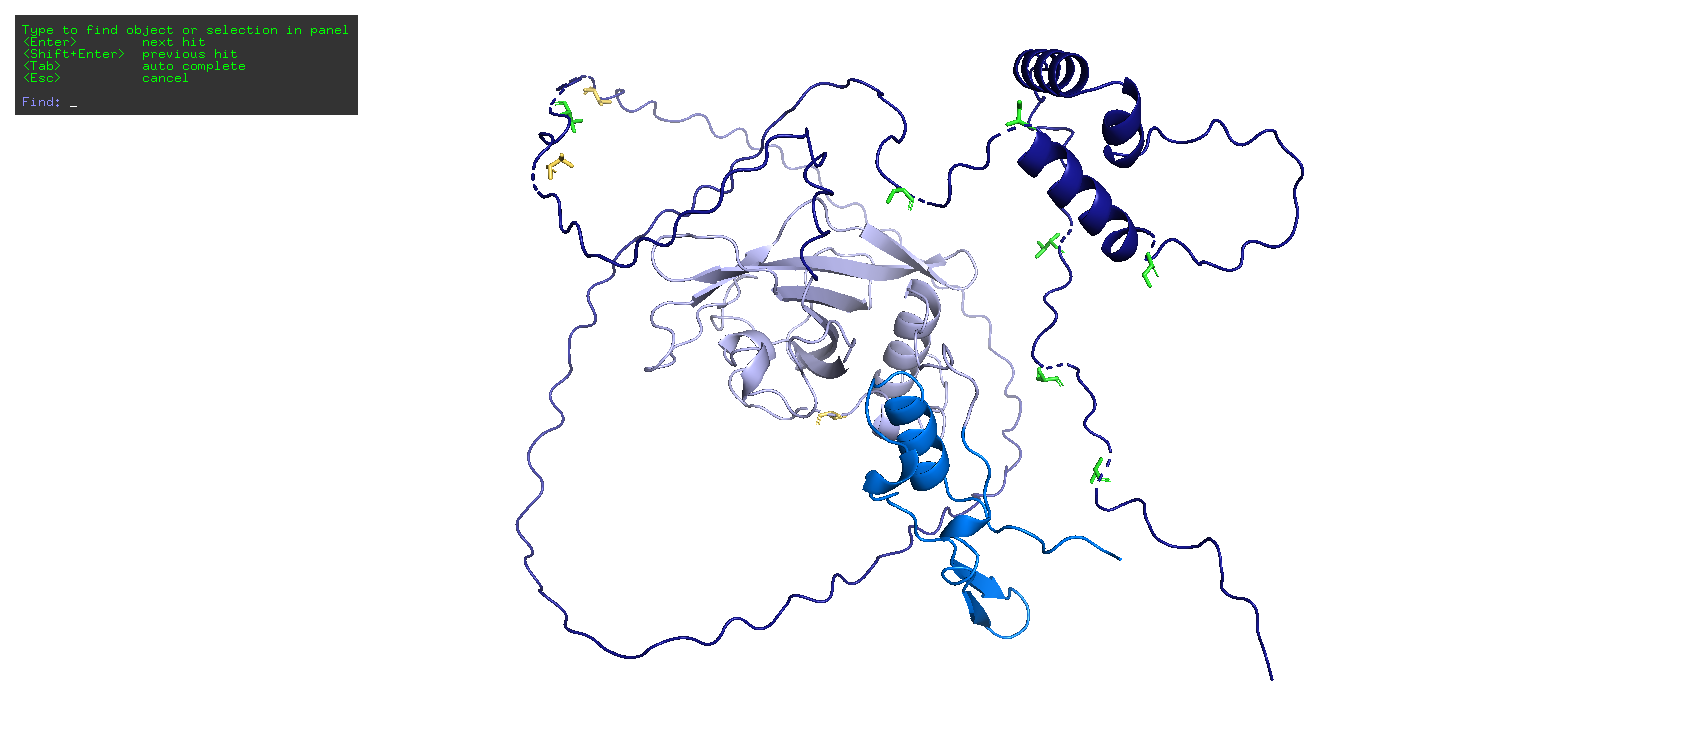 Type to find object or selection in panel
<Enter>        next hit
<Shift+Enter>  previous hit
<Tab>          auto complete
<Esc>          cancel
Find: _